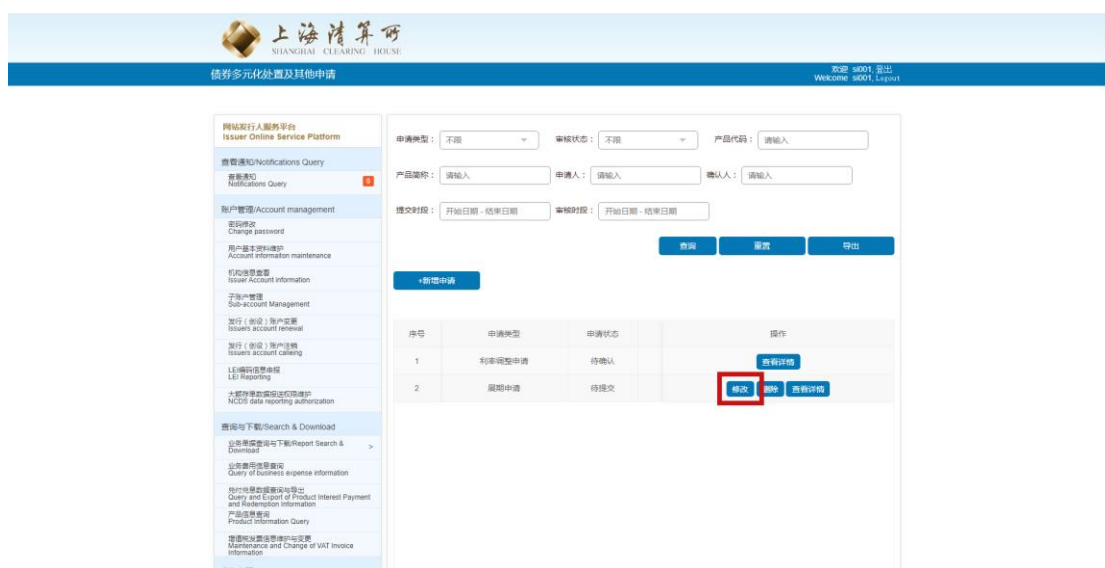 上海清算所
SHANGHAI CLEARING HOUSE
债券多元化处置及其他申请
欢迎 si001, 登出
Welcome si001, Logout
网站发行人服务平台
Issuer Online Service Platform
查看通知/Notifications Query
查看通知
Notifications Query
账户管理/Account management
密码修改
Change password
用户基本资料维护
Account informaiton maintenance
机构信息查看
Issuer Account information
子账户管理
Sub-account Management
发行(创设)账户变更
Issuers account renewal
发行(创设)账户注销
Issuers account calleing
LEI编码信息申报
LEI Reporting
大额存单数据报送权限维护
NCDS data reporting authorization
查询与下载/Search & Download
业务单据查询与下载/Report Search &
Download >
业务费用信息查询
Query of business expense information
兑付兑息数据查询与导出
Query and Export of Product Interest Payment
and Redemption Information
产品信息查询
Product Information Query
增值税发票信息维护与变更
Maintenance and Change of VAT Invoice
Information
申请类型: 不限 审核状态: 不限 产品代码: 请输入
产品简称: 请输入 申请人: 请输入 确认人: 请输入
提交时段: 开始日期 - 结束日期 审核时段: 开始日期 - 结束日期
查询 重置 导出
+新增申请
序号 申请类型 申请状态 操作
1 利率调整申请 待确认 查看详情
2 展期申请 待提交 修改 删除 查看详情